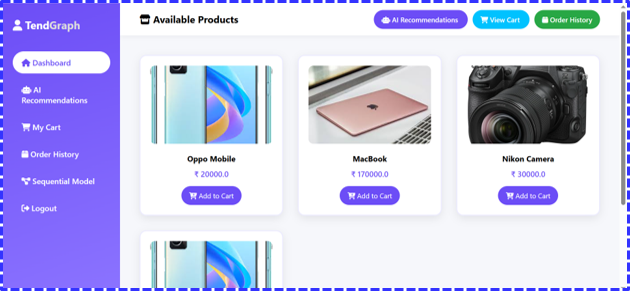 TendGraph
Dashboard
AI
Recommendations
My Cart
Order History
Sequential Model
Logout
Available Products
AI Recommendations
View Cart
Order History
Oppo Mobile
₹ 20000.0
Add to Cart
MacBook
₹ 170000.0
Add to Cart
Nikon Camera
₹ 30000.0
Add to Cart